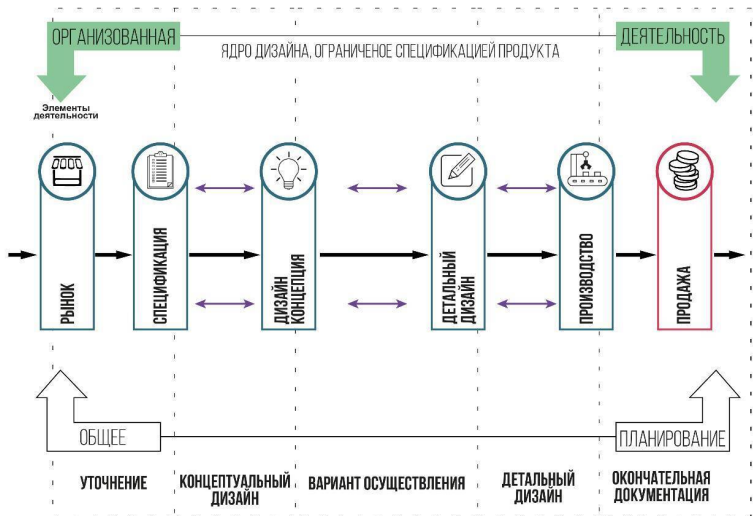 ОРГАНИЗОВАННАЯ
ДЕЯТЕЛЬНОСТЬ
ЯДРО ДИЗАЙНА, ОГРАНИЧЕНОЕ СПЕЦИФИКАЦИЕЙ ПРОДУКТА
Элементы
деятельности
РЫНОК
СПЕЦИФИКАЦИЯ
ДИЗАЙН
КОНЦЕПЦИЯ
ДЕТАЛЬНЫЙ
ДИЗАЙН
ПРОИЗВОДСТВО
ПРОДАЖА
ОБЩЕЕ
ПЛАНИРОВАНИЕ
УТОЧНЕНИЕ
КОНЦЕПТУАЛЬНЫЙ
ДИЗАЙН
ВАРИАНТ ОСУЩЕСТВЛЕНИЯ
ДЕТАЛЬНЫЙ
ДИЗАЙН
ОКОНЧАТЕЛЬНАЯ
ДОКУМЕНТАЦИЯ